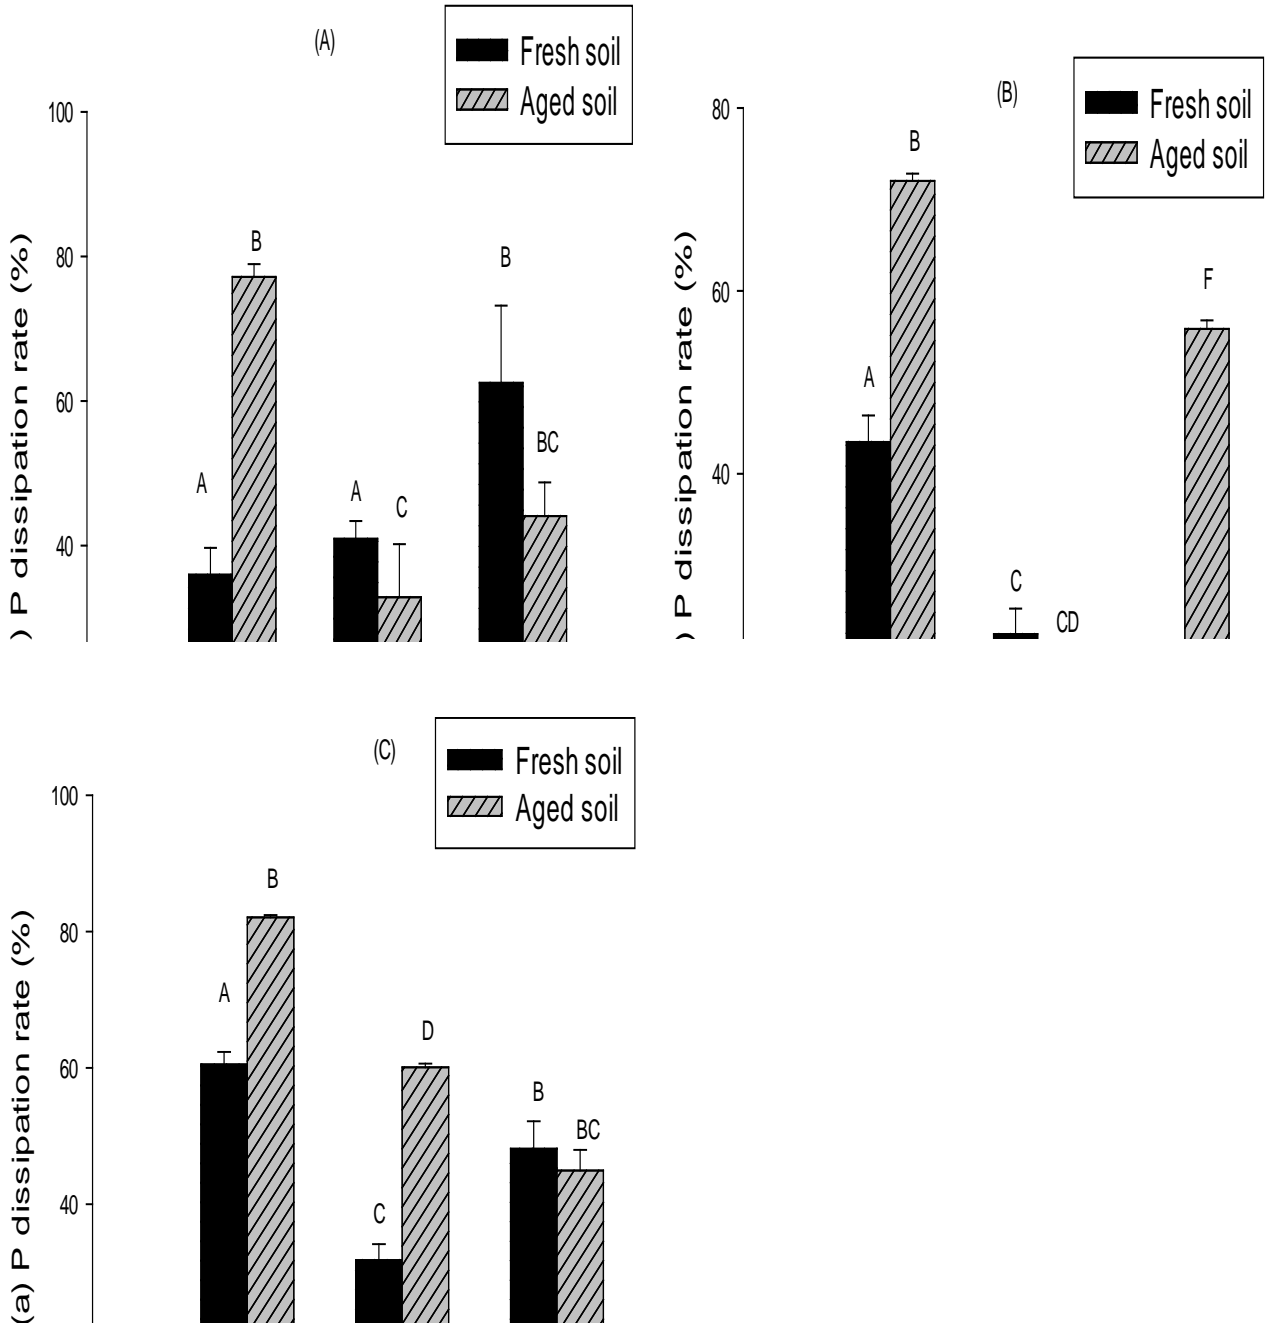 (A)
Fresh soil
Aged soil
100
80
60
40
) P dissipation rate (%)
A
B
A
C
B
BC
(B)
Fresh soil
Aged soil
80
60
40
) P dissipation rate (%)
A
B
C
CD
F
(C)
Fresh soil
Aged soil
100
80
60
40
(a) P dissipation rate (%)
A
B
C
D
B
BC